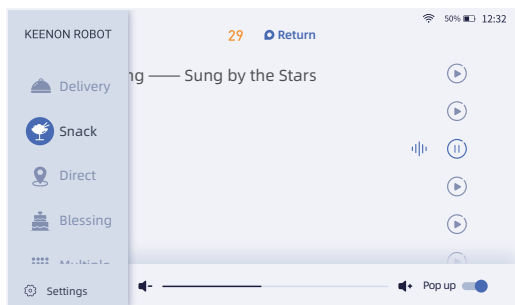 KEENON ROBOT
29 Return
50% 12:32
ng —— Sung by the Stars
Delivery
Snack
Direct
Blessing
Multiple
Settings
Pop up